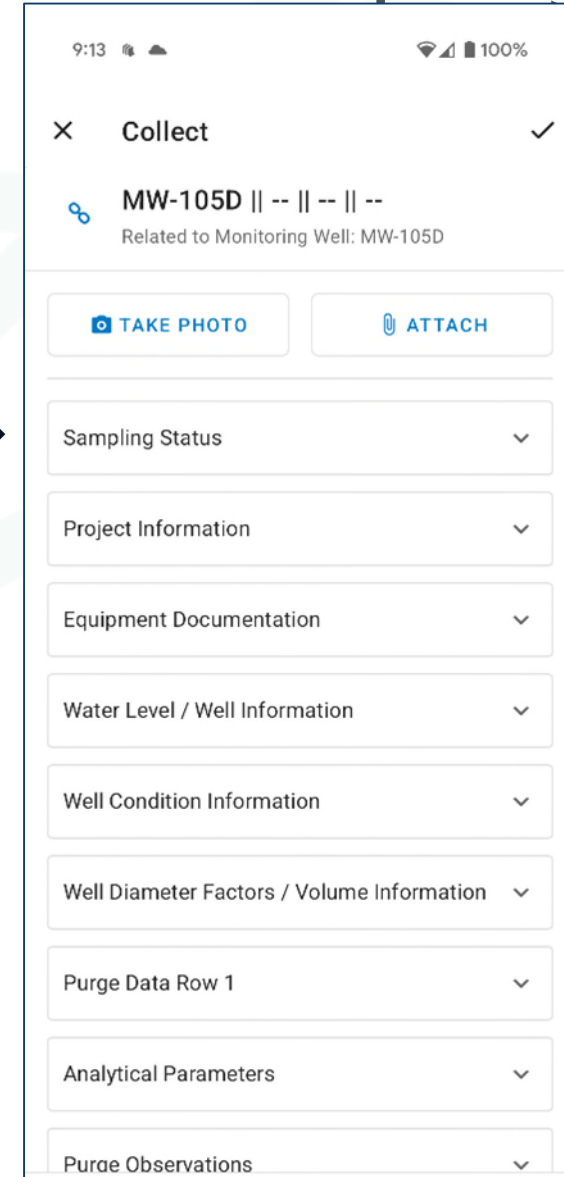 9:13 100%
Collect
MW-105D || -- || -- || --
Related to Monitoring Well: MW-105D
TAKE PHOTO ATTACH
Sampling Status
Project Information
Equipment Documentation
Water Level / Well Information
Well Condition Information
Well Diameter Factors / Volume Information
Purge Data Row 1
Analytical Parameters
Purge Observations